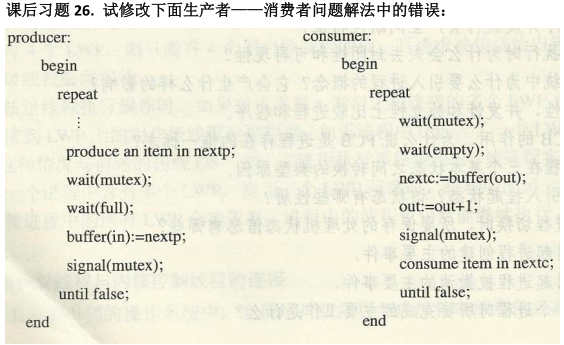 课后习题 26. 试修改下面生产者——消费者问题解法中的错误：
producer:
begin
repeat
⋮
produce an item in nextp;
wait(mutex);
wait(full);
buffer(in):=nextp;
signal(mutex);
until false;
end
consumer:
begin
repeat
wait(mutex);
wait(empty);
nextc:=buffer(out);
out:=out+1;
signal(mutex);
consume item in nextc;
until false;
end